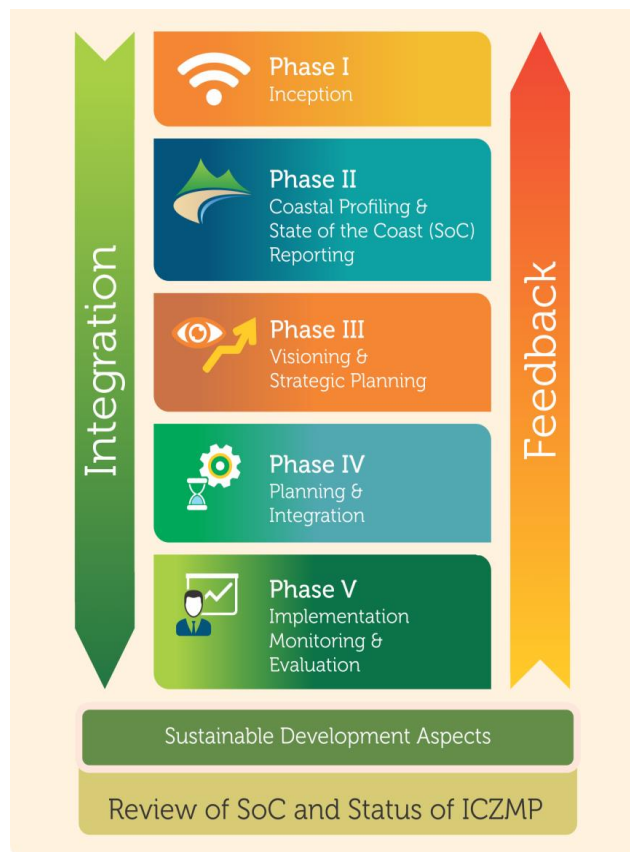 Integration
Phase I
Inception
Phase II
Coastal Profiling &
State of the Coast (SoC)
Reporting
Phase III
Visioning &
Strategic Planning
Phase IV
Planning &
Integration
Phase V
Implementation
Monitoring &
Evaluation
Feedback
Sustainable Development Aspects
Review of SoC and Status of ICZMP